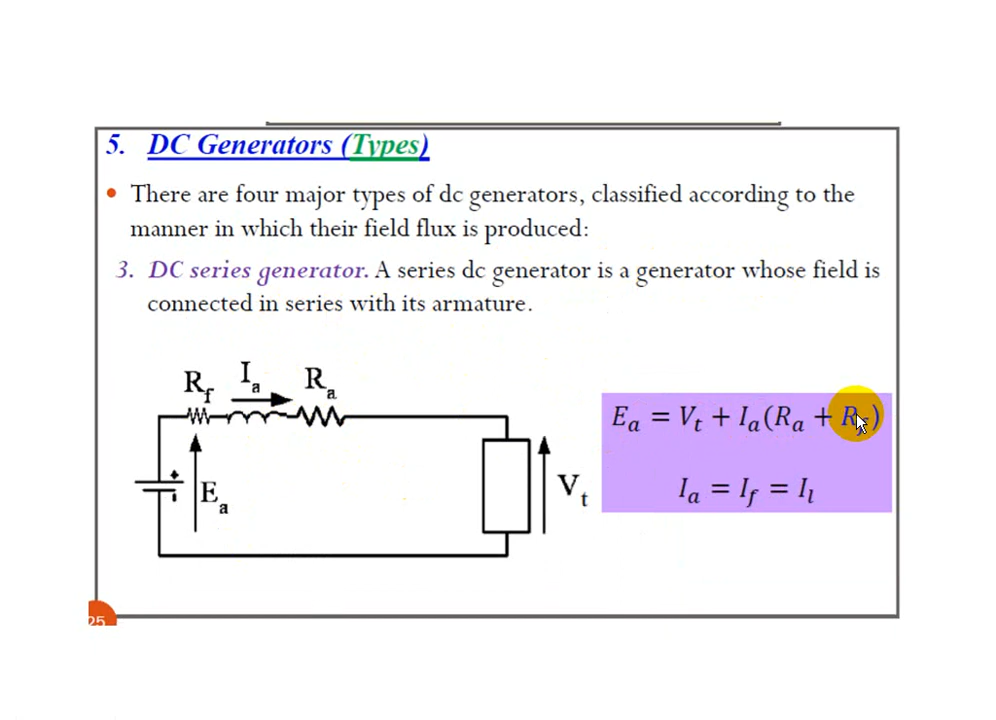 5. DC Generators (Types)
• There are four major types of dc generators, classified according to the
manner in which their field flux is produced:
3. DC series generator. A series dc generator is a generator whose field is
connected in series with its armature.
R_f I_a R_a
E_a = V_t + I_a(R_a + R_f)
E_a V_t I_a = I_f = I_l
25